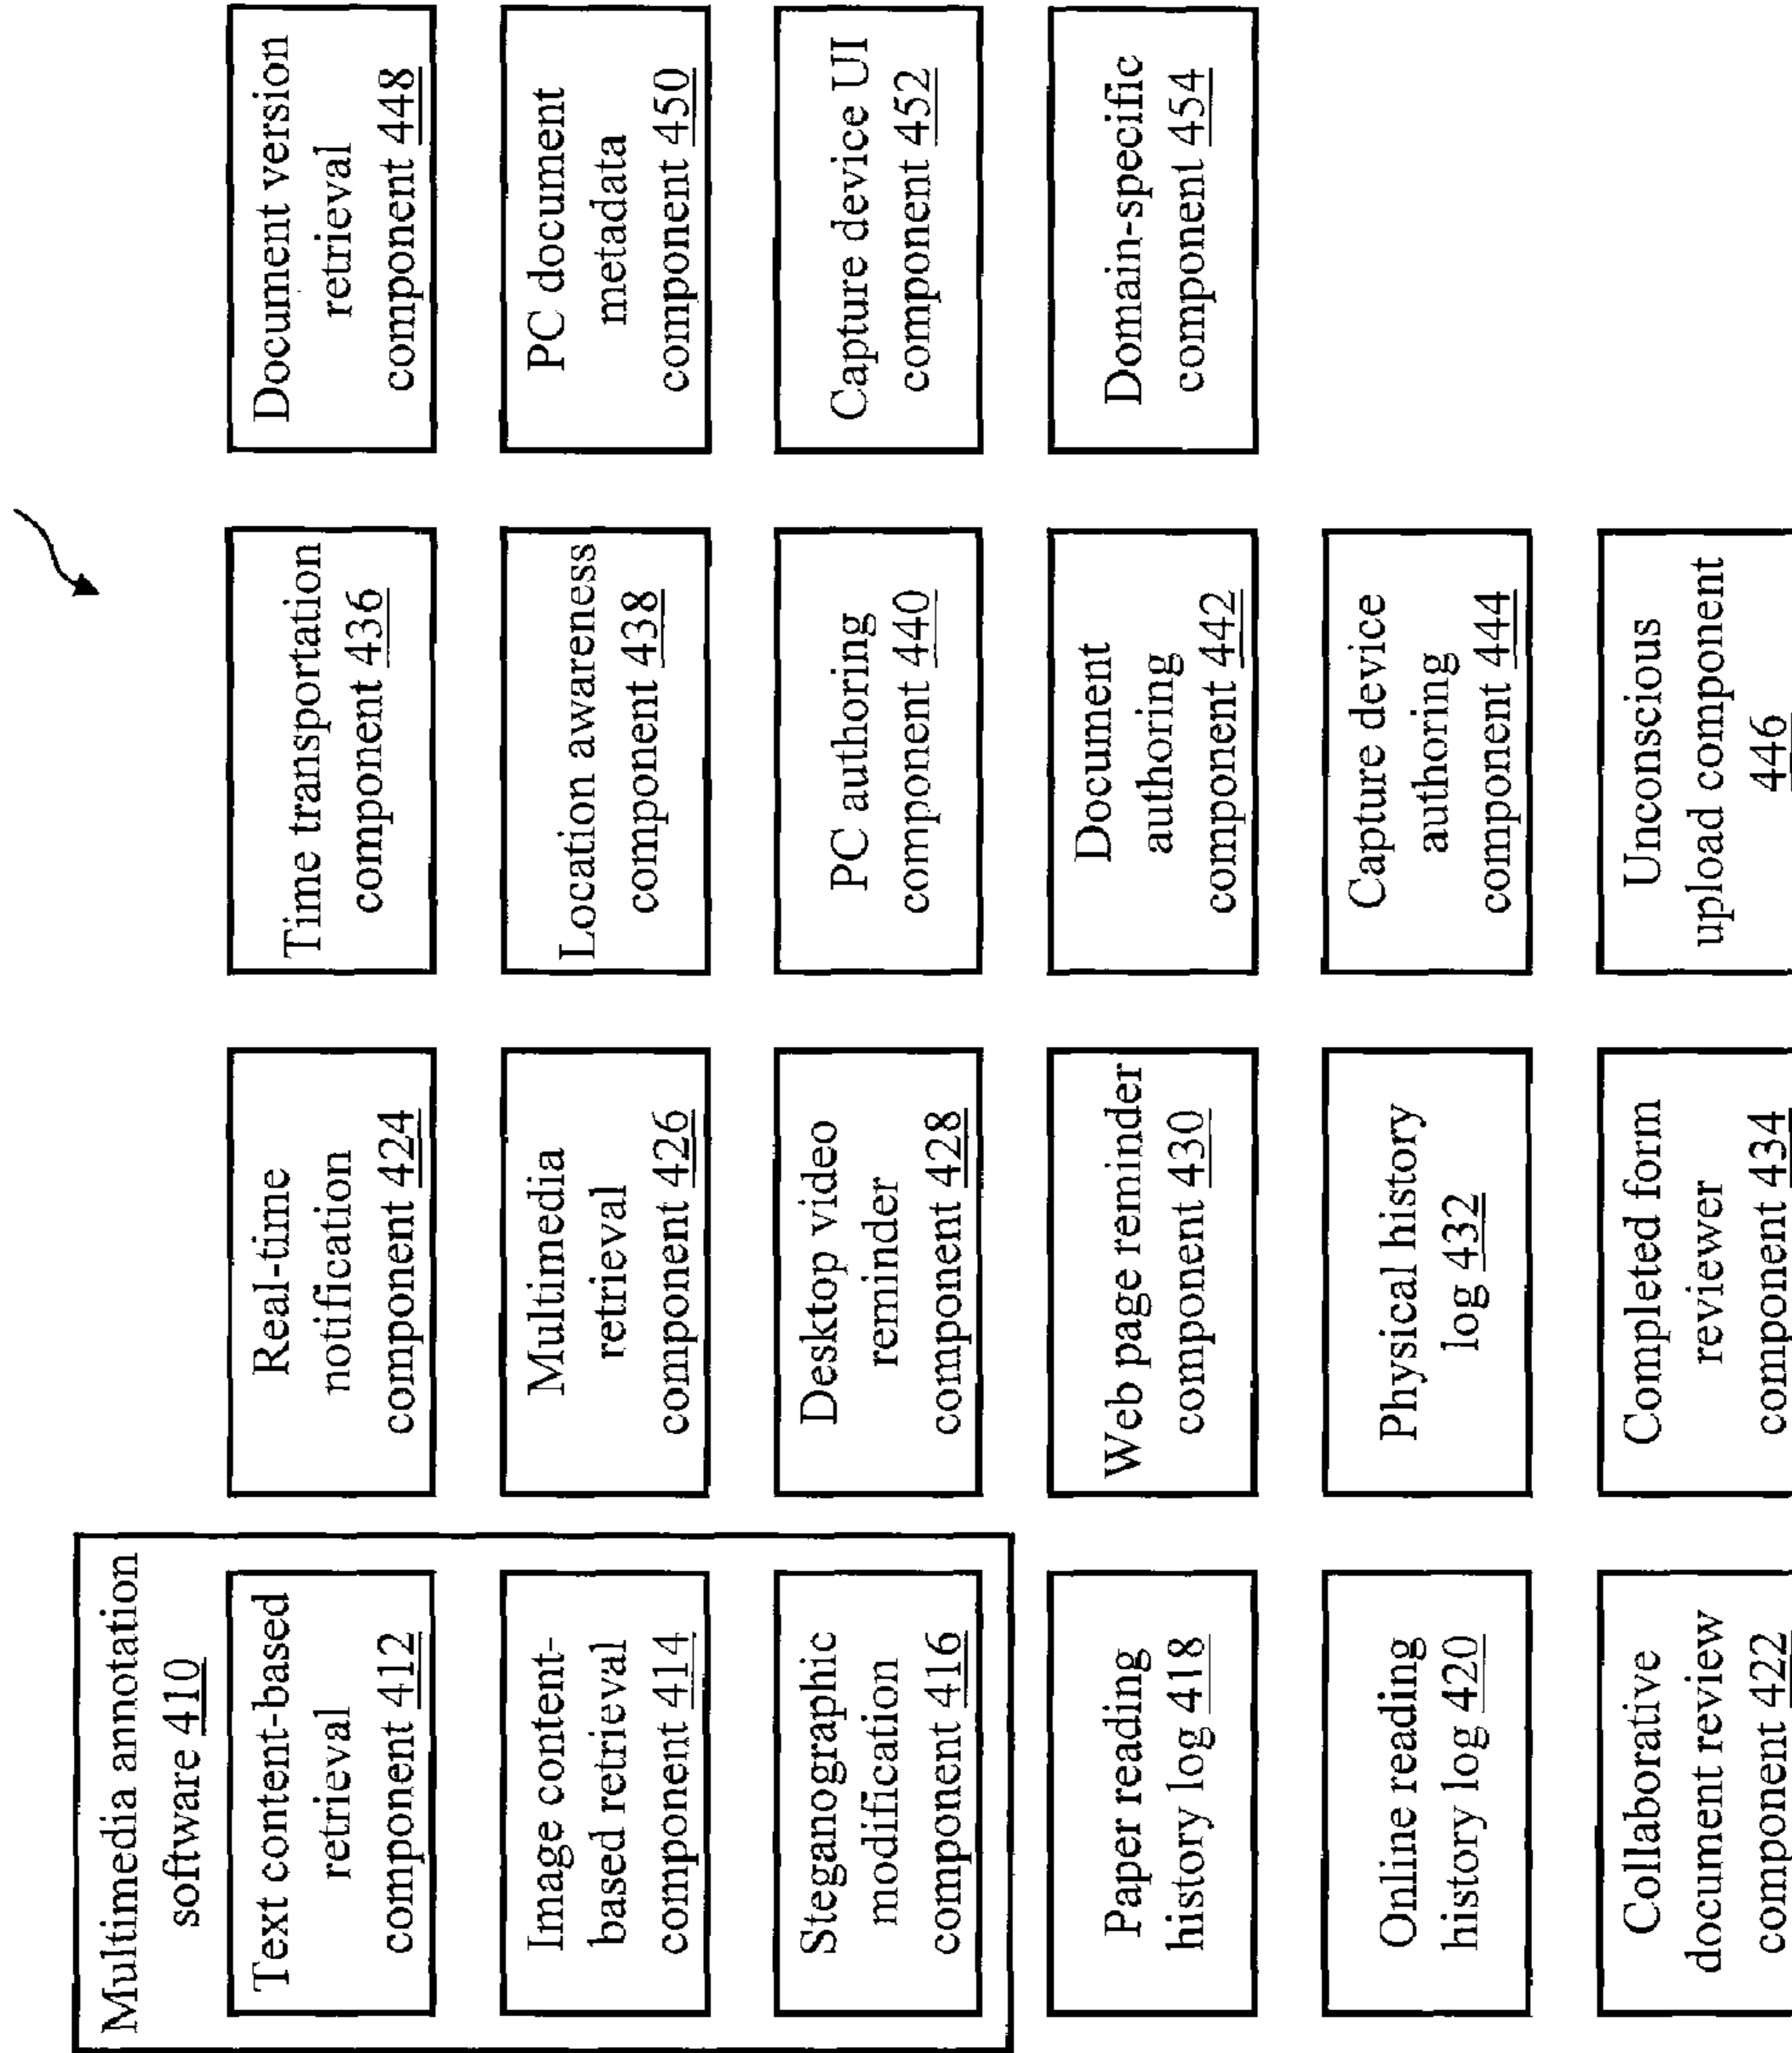 Multimedia annotation
software 410
Text content-based
retrieval
component 412
Image content-
based retrieval
component 414
Steganographic
modification
component 416
Paper reading
history log 418
Online reading
history log 420
Collaborative
document review
component 422
Real-time
notification
component 424
Multimedia
retrieval
component 426
Desktop video
reminder
component 428
Web page reminder
component 430
Physical history
log 432
Completed form
reviewer
component 434
Time transportation
component 436
Location awareness
component 438
PC authoring
component 440
Document
authoring
component 442
Capture device
authoring
component 444
Unconscious
upload component
446
Document version
retrieval
component 448
PC document
metadata
component 450
Capture device UI
component 452
Domain-specific
component 454